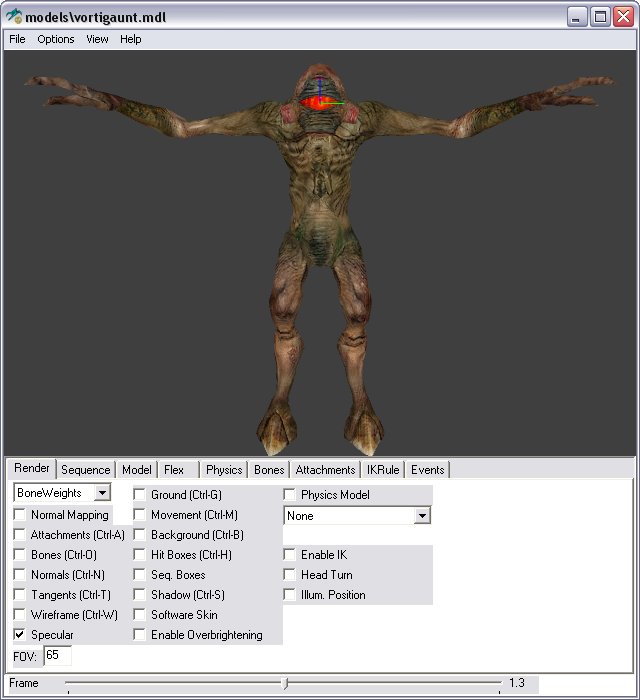 models\vortigaunt.mdl
File Options View Help
Render Sequence Model Flex Physics Bones Attachments IKRule Events
BoneWeights Ground (Ctrl-G) Physics Model
Normal Mapping Movement (Ctrl-M) None
Attachments (Ctrl-A) Background (Ctrl-B)
Bones (Ctrl-O) Hit Boxes (Ctrl-H) Enable IK
Normals (Ctrl-N) Seq. Boxes Head Turn
Tangents (Ctrl-T) Shadow (Ctrl-S) Illum. Position
Wireframe (Ctrl-W) Software Skin
Specular Enable Overbrightening
FOV: 65
Frame 1.3